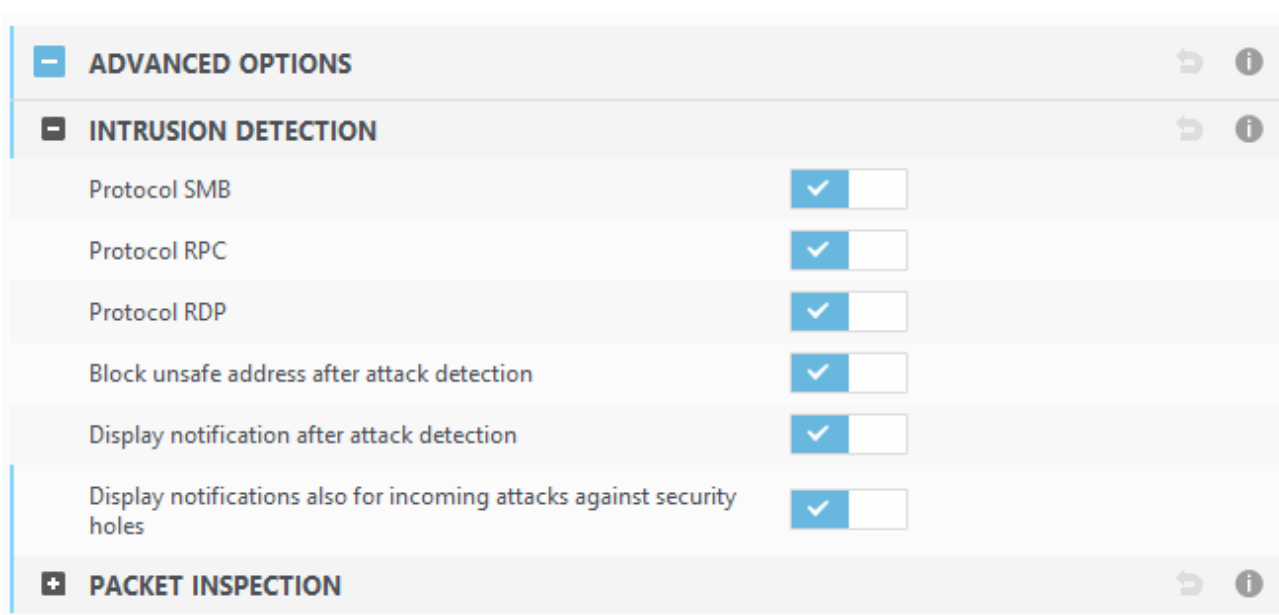 ADVANCED OPTIONS
INTRUSION DETECTION
Protocol SMB
Protocol RPC
Protocol RDP
Block unsafe address after attack detection
Display notification after attack detection
Display notifications also for incoming attacks against security
holes
PACKET INSPECTION